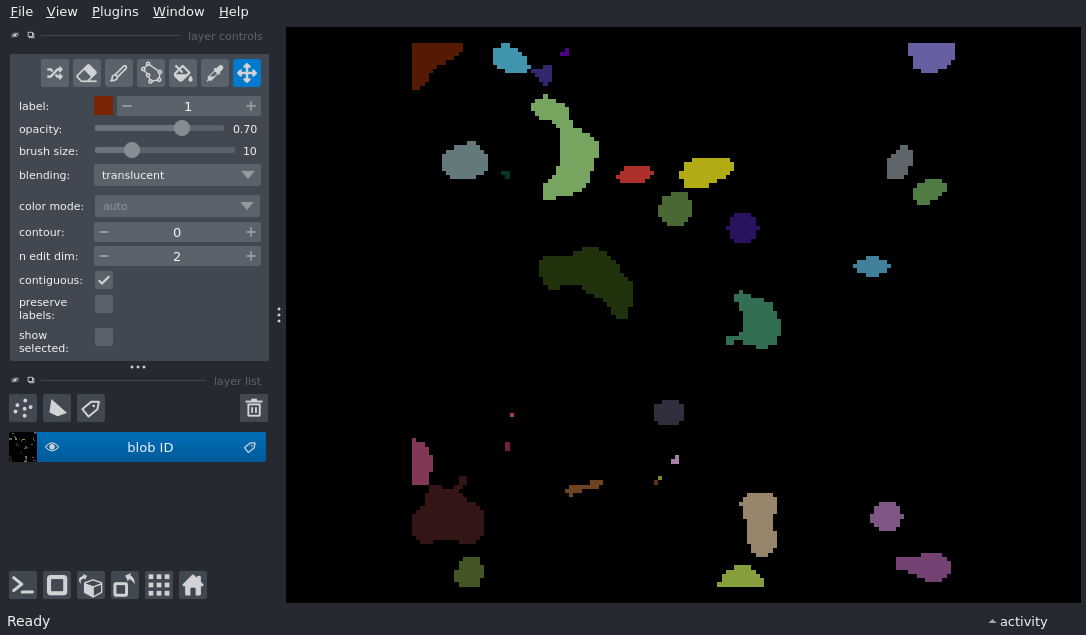 File View Plugins Window Help
layer controls
label: 1
opacity: 0.70
brush size: 10
blending: translucent
color mode: auto
contour: 0
n edit dim: 2
contiguous:
preserve
labels:
show
selected:
layer list
blob ID
Ready
activity